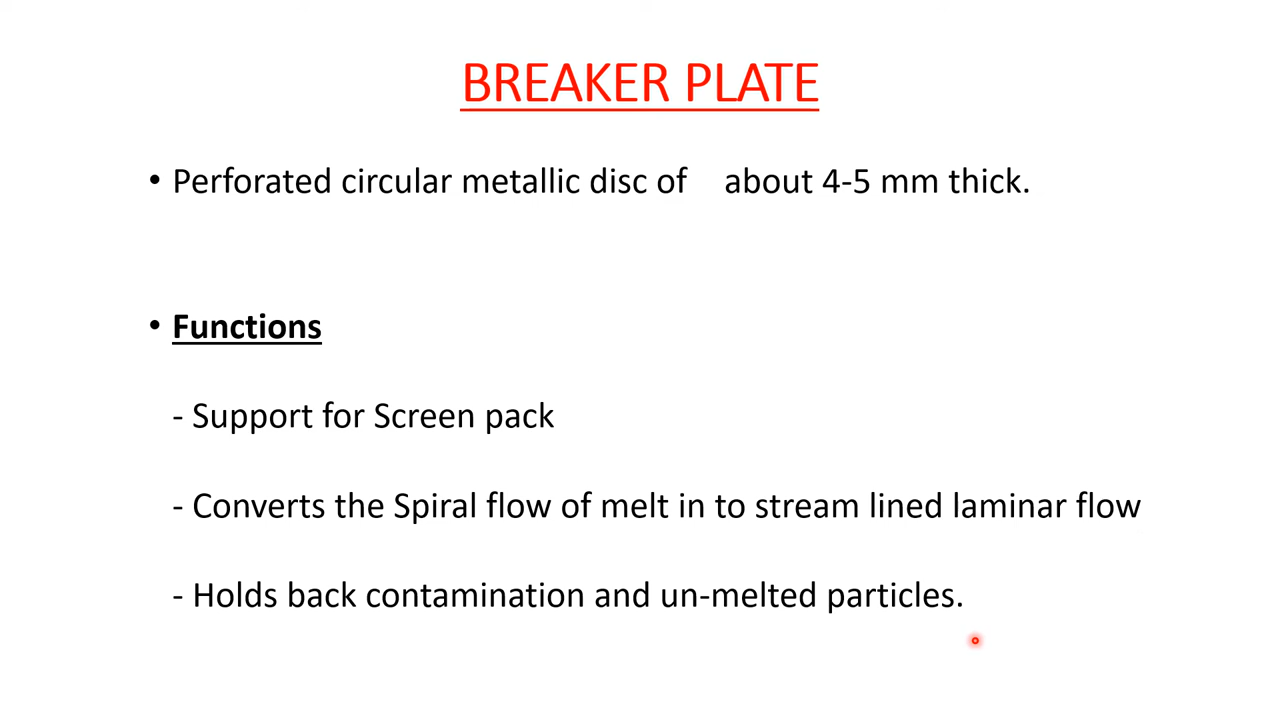 BREAKER PLATE
• Perforated circular metallic disc of about 4-5 mm thick.
• Functions
- Support for Screen pack
- Converts the Spiral flow of melt in to stream lined laminar flow
- Holds back contamination and un-melted particles.